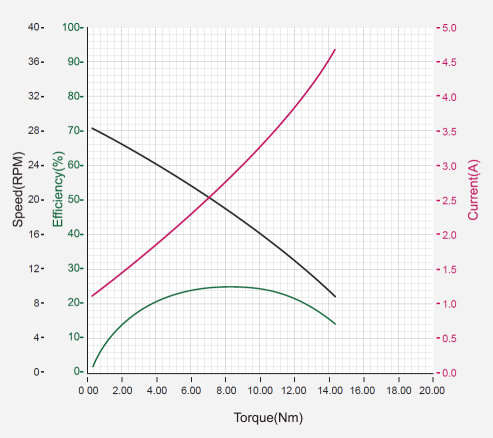 40- 100- -5.0
36- 90- -4.5
32- 80- -4.0
28- 70- -3.5
24- 60- -3.0
20- 50- -2.5
16- 40- -2.0
12- 30- -1.5
8- 20- -1.0
4- 10- -0.5
0- 0- -0.0
Speed(RPM)
Efficiency(%)
Current(A)
0 00 2.00 4.00 6.00 8.00 10.00 12.00 14.00 16.00 18.00 20.00
Torque(Nm)